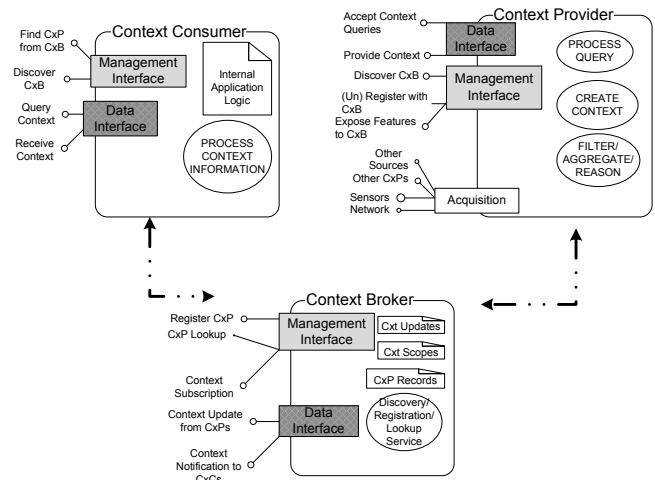 Context Consumer
Find CxP
from CxB
Discover
CxB
Management
Interface
Query
Context
Receive
Context
Data
Interface
Internal
Application
Logic
PROCESS
CONTEXT
INFORMATION
Context Provider
Accept Context
Queries
Provide Context
Data
Interface
Discover CxB
(Un) Register with
CxB
Expose Features
to CxB
Management
Interface
Other
Sources
Other CxPs
Sensors
Network
Acquisition
PROCESS
QUERY
CREATE
CONTEXT
FILTER/
AGGREGATE/
REASON
Context Broker
Register CxP
CxP Lookup
Context
Subscription
Management
Interface
Context Update
from CxPs
Context
Notification to
CxCs
Data
Interface
Cxt Updates
Cxt Scopes
CxP Records
Discovery/
Registration/
Lookup
Service